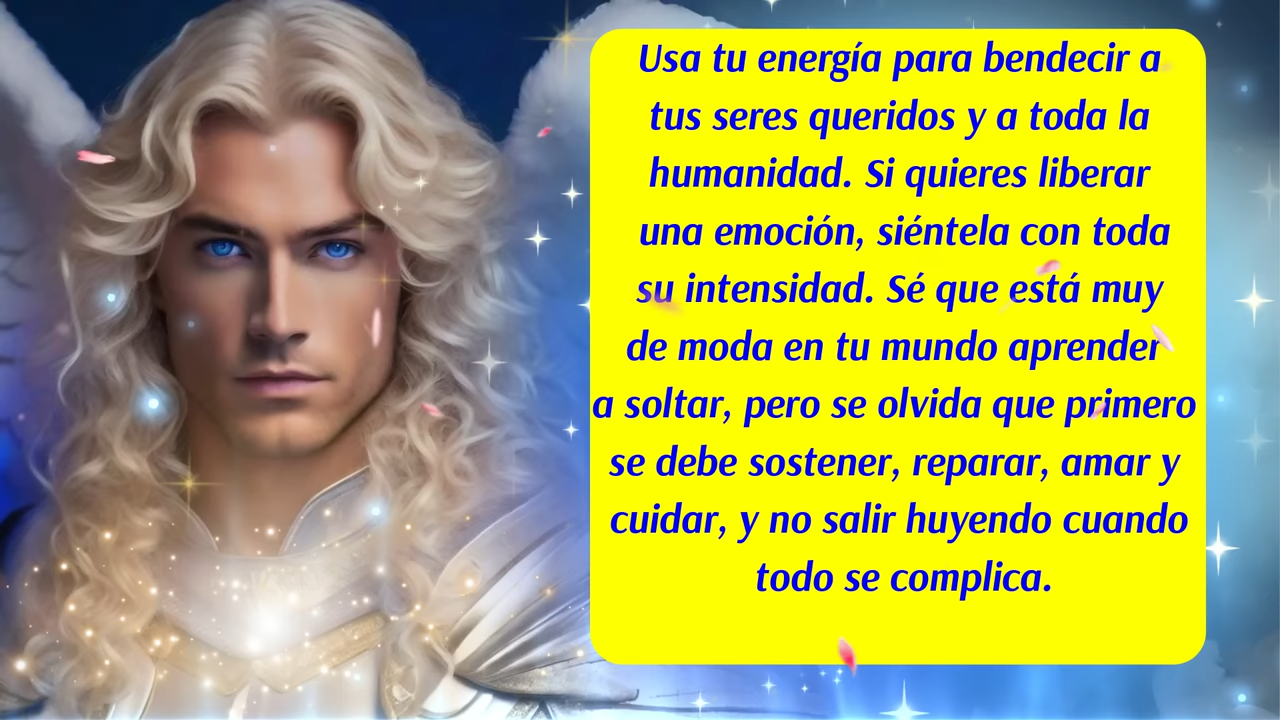 Usa tu energía para bendecir a
tus seres queridos y a toda la
humanidad. Si quieres liberar
una emoción, siéntela con toda
su intensidad. Sé que está muy
de moda en tu mundo aprender
a soltar, pero se olvida que primero
se debe sostener, reparar, amar y
cuidar, y no salir huyendo cuando
todo se complica.